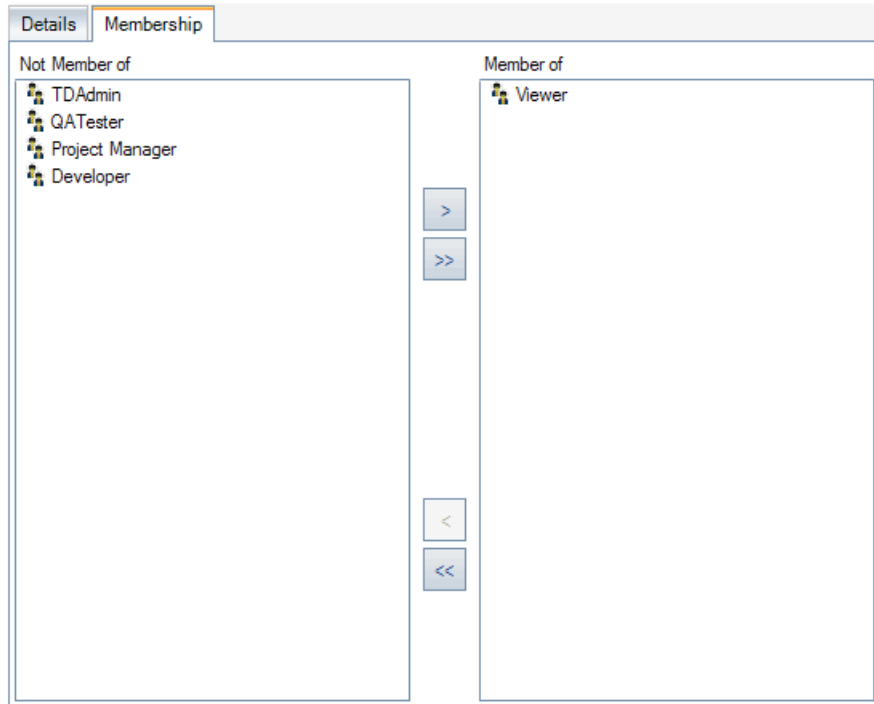 Details Membership
Not Member of
TDAdmin
QATester
Project Manager
Developer
>
>>
<
<<
Member of
Viewer